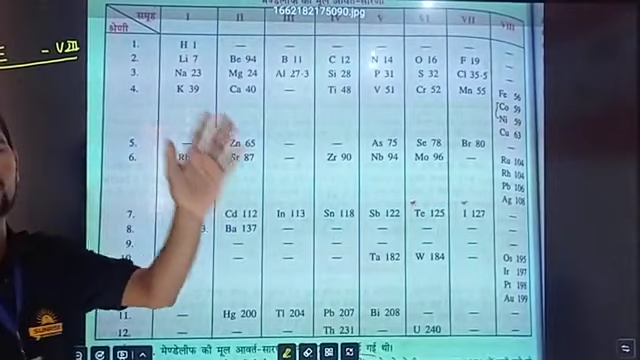 मेण्डेलीफ की मूल आवर्त-सारणी
1662182175090.jpg
समूह I II III IV V VI VII VIII
श्रेणी
- VIII
1. H 1 — — — — — — —
2. Li 7 Be 94 B 11 C 12 N 14 O 16 F 19 —
3. Na 23 Mg 24 Al 27·3 Si 28 P 31 S 32 Cl 35·5 —
4. K 39 Ca 40 — Ti 48 V 51 Cr 52 Mn 55 Fe 56
Co 59
Ni 59
Cu 63
5. — Zn 65 — — As 75 Se 78 Br 80 —
6. Rb Sr 87 — Zr 90 Nb 94 Mo 96 — Ru 104
Rh 104
Pb 106
Ag 108
7. Cd 112 In 113 Sn 118 Sb 122 Te 125 I 127 —
8. 3. Ba 137 — — — — — —
9. — — — — — — —
10. — — — Ta 182 W 184 — Os 195
Ir 197
Pt 198
Au 199
11. — Hg 200 Tl 204 Pb 207 Bi 208 — — —
12. — — — Th 231 — U 240 — —
मेण्डेलीफ की मूल आवर्त-सार गई थी।
SUNRISE